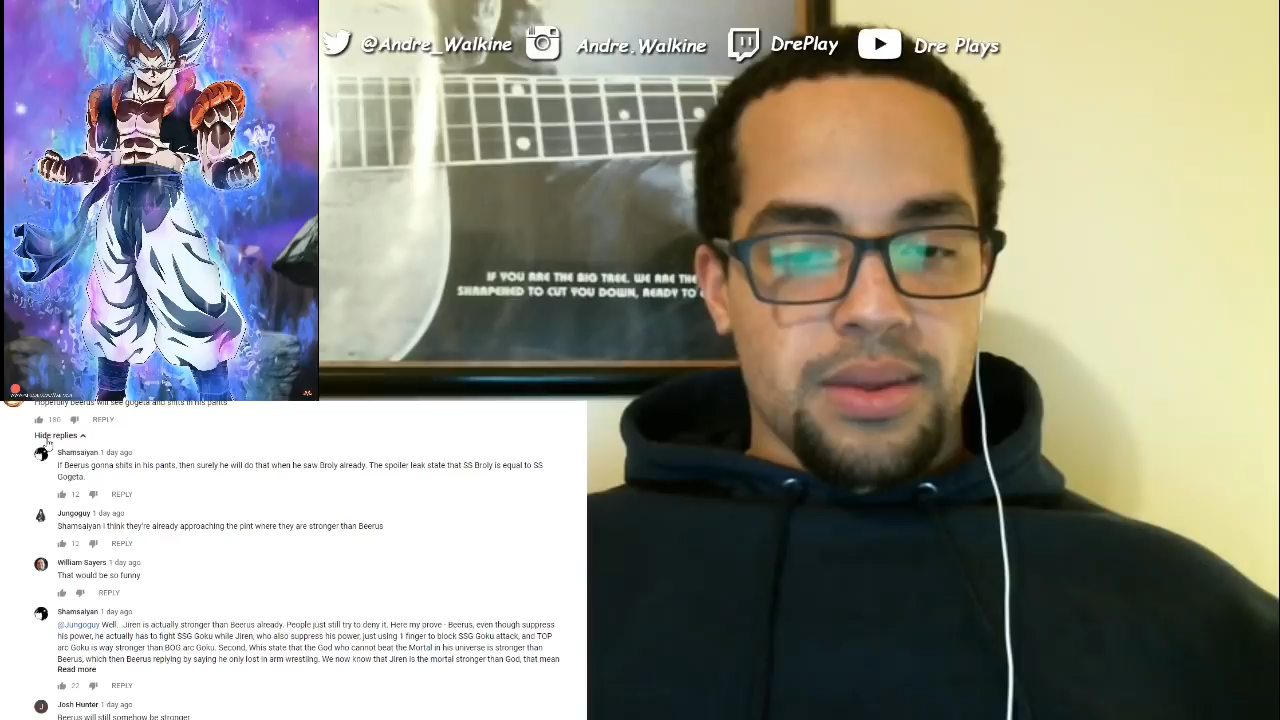 @Andre_Walkine Andre.Walkine DrePlay Dre Plays
IF YOU ARE THE BIG TREE, WE ARE THE
SHARPENED TO CUT YOU DOWN, READY TO
Hopefully beerus will see gogeta and shits in his pants
180 REPLY
Hide replies
Shamsaiyan 1 day ago
If Beerus gonna shits in his pants, then surely he will do that when he saw Broly already. The spoiler leak state that SS Broly is equal to SS
Gogeta.
12 REPLY
Jungoguy 1 day ago
Shamsaiyan I think they're already approaching the pint where they are stronger than Beerus
12 REPLY
William Sayers 1 day ago
That would be so funny
REPLY
Shamsaiyan 1 day ago
@Jungoguy Well.. Jiren is actually stronger than Beerus already. People just still try to deny it. Here my prove - Beerus, even though suppress
his power, he actually has to fight SSG Goku while Jiren, who also suppress his power, just using 1 finger to block SSG Goku attack, and TOP
arc Goku is way stronger than BOG arc Goku. Second, Whis state that the God who cannot beat the Mortal in his universe is stronger than
Beerus, which then Beerus replying by saying he only lost in arm wrestling. We now know that Jiren is the mortal stronger than God, that mean
Read more
22 REPLY
J Josh Hunter 1 day ago
Beerus will still somehow be stronger